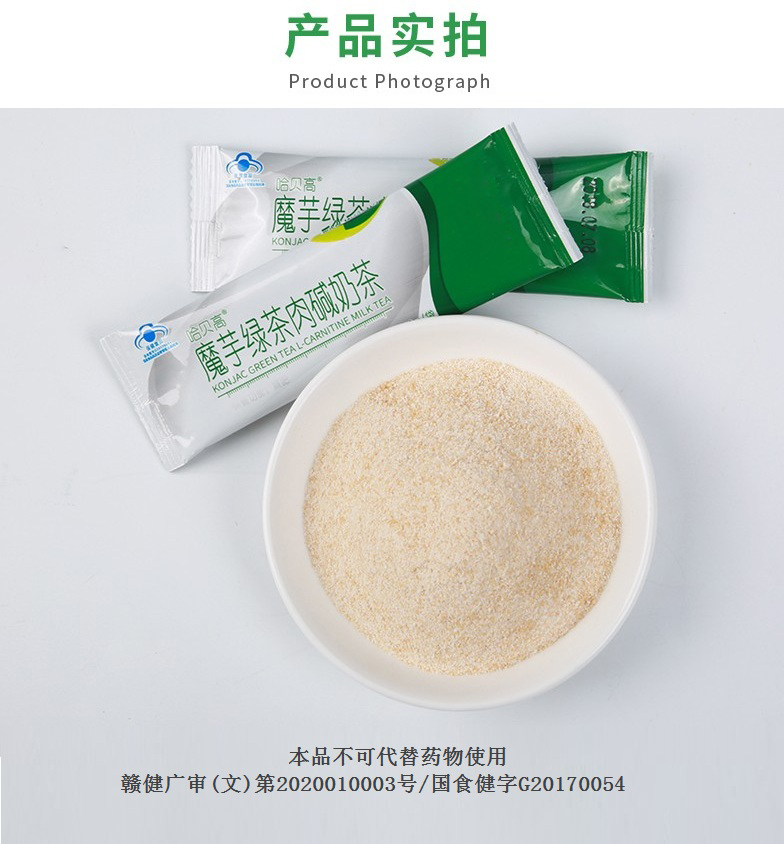 产品实拍
Product Photograph
哈贝高®
魔芋绿茶
KONJAC
哈贝高®
魔芋绿茶肉碱奶茶
KONJAC GREEN TEA L-CARNITINE MILK TEA
本品不可代替药物使用
赣健广审(文)第2020010003号/国食健字G20170054